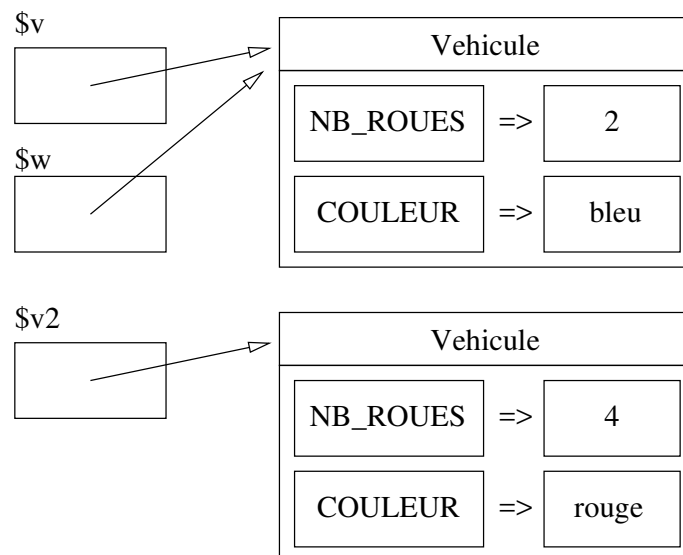 $v
Vehicule
NB_ROUES => 2
$w
COULEUR => bleu
$v2
Vehicule
NB_ROUES => 4
COULEUR => rouge